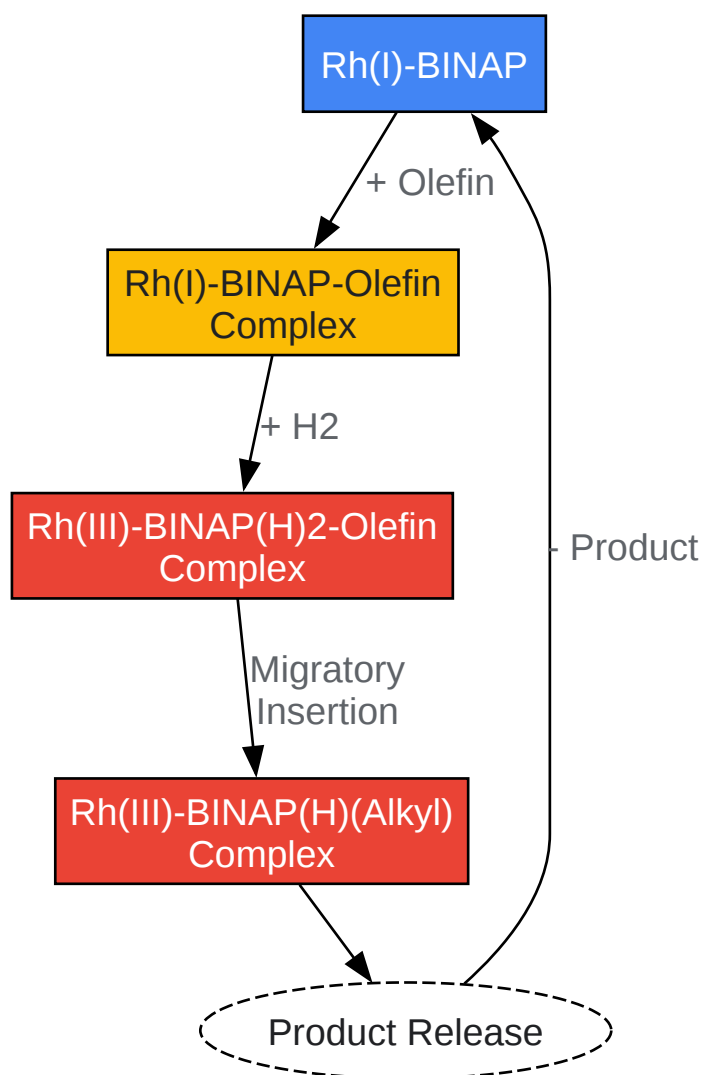 Rh(I)-BINAP
+ Olefin
Rh(I)-BINAP-Olefin
Complex
+ H2
Rh(III)-BINAP(H)2-Olefin
Complex
- Product
Migratory
Insertion
Rh(III)-BINAP(H)(Alkyl)
Complex
Product Release